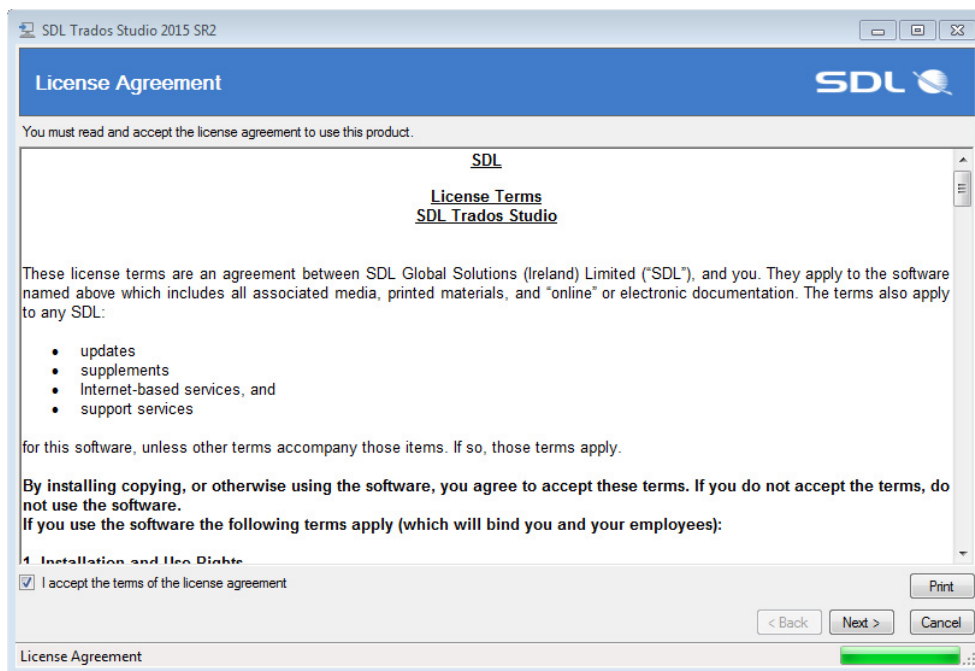 SDL Trados Studio 2015 SR2
License Agreement
SDL
You must read and accept the license agreement to use this product.
SDL
License Terms
SDL Trados Studio
These license terms are an agreement between SDL Global Solutions (Ireland) Limited (“SDL”), and you. They apply to the software
named above which includes all associated media, printed materials, and “online” or electronic documentation. The terms also apply
to any SDL:
• updates
• supplements
• Internet-based services, and
• support services
for this software, unless other terms accompany those items. If so, those terms apply.
By installing copying, or otherwise using the software, you agree to accept these terms. If you do not accept the terms, do
not use the software.
If you use the software the following terms apply (which will bind you and your employees):
1. Installation and Use Rights
I accept the terms of the license agreement
Print
< Back Next > Cancel
License Agreement